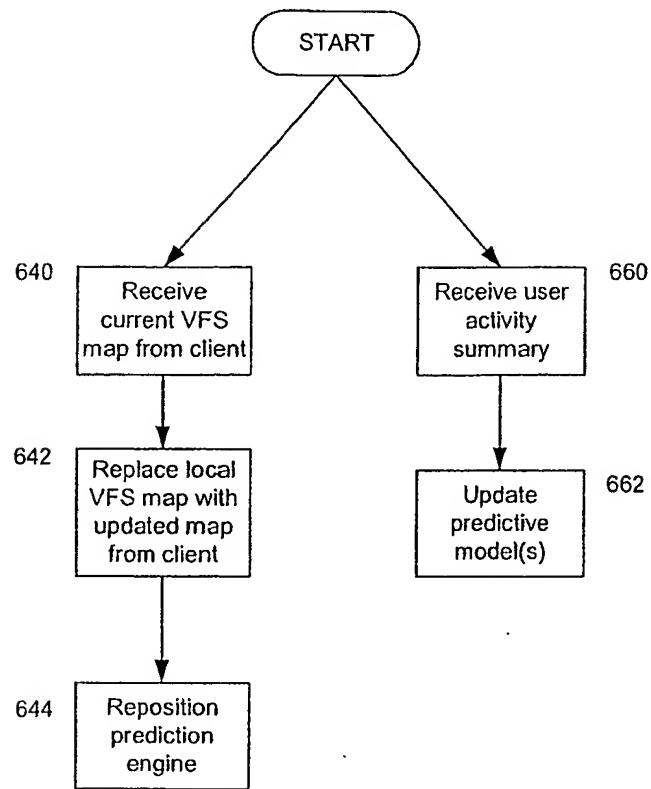 START
640
Receive
current VFS
map from client
660
Receive user
activity
summary
642
Replace local
VFS map with
updated map
from client
662
Update
predictive
model(s)
644
Reposition
prediction
engine